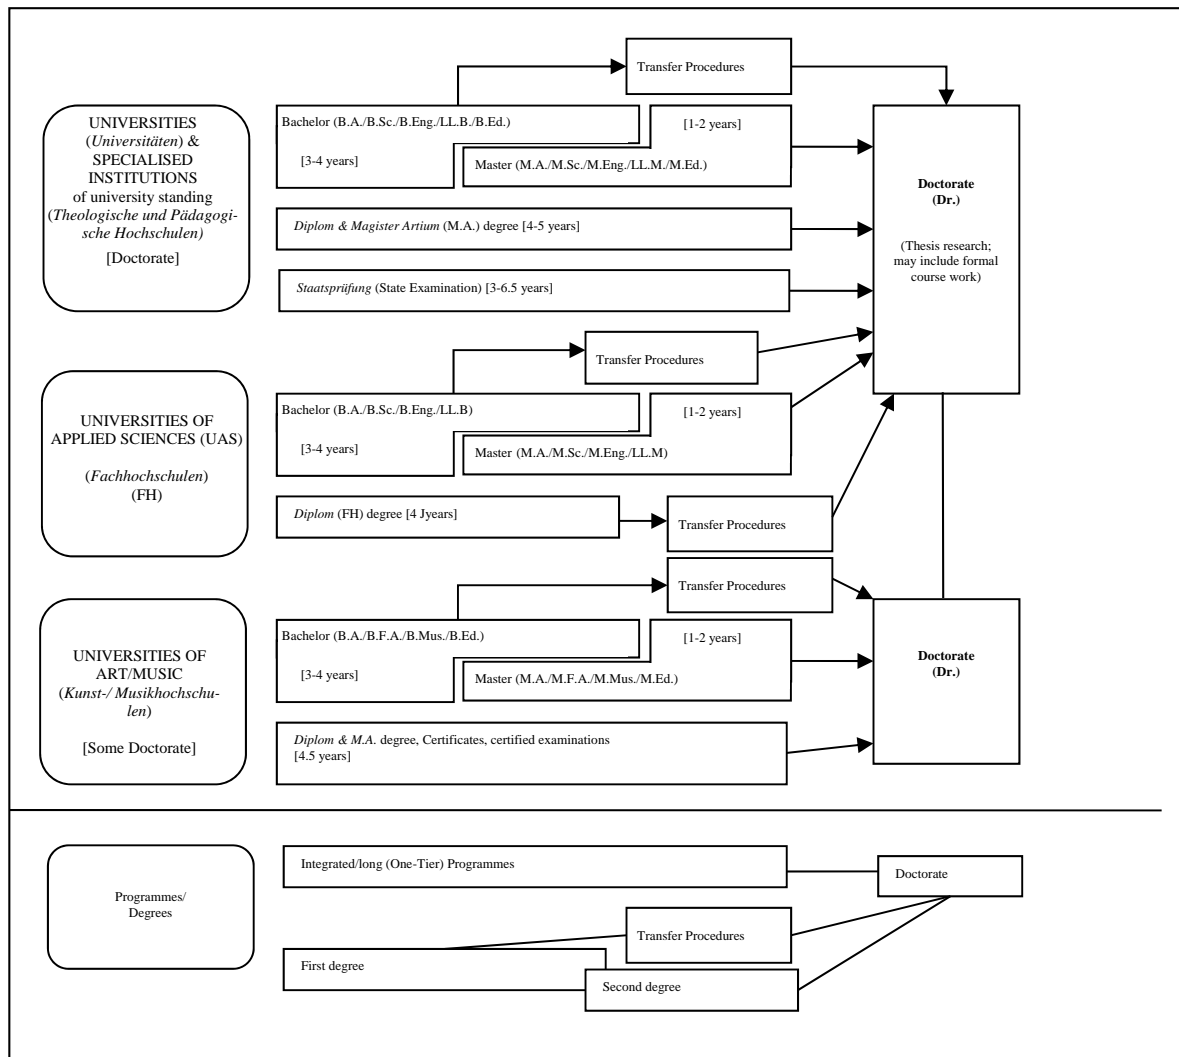 Transfer Procedures
UNIVERSITIES
(Universitäten) &
SPECIALISED
INSTITUTIONS
of university standing
(Theologische und Pädagogi-
sche Hochschulen)
[Doctorate]
Bachelor (B.A./B.Sc./B.Eng./LL.B./B.Ed.)
[3-4 years]
[1-2 years]
Master (M.A./M.Sc./M.Eng./LL.M./M.Ed.)
Diplom & Magister Artium (M.A.) degree [4-5 years]
Staatsprüfung (State Examination) [3-6.5 years]
Doctorate
(Dr.)
(Thesis research;
may include formal
course work)
Transfer Procedures
UNIVERSITIES OF
APPLIED SCIENCES (UAS)
(Fachhochschulen)
(FH)
Bachelor (B.A./B.Sc./B.Eng./LL.B)
[3-4 years]
[1-2 years]
Master (M.A./M.Sc./M.Eng./LL.M)
Diplom (FH) degree [4 Jyears]
Transfer Procedures
Transfer Procedures
UNIVERSITIES OF
ART/MUSIC
(Kunst-/ Musikhochschu-
len)
[Some Doctorate]
Bachelor (B.A./B.F.A./B.Mus./B.Ed.)
[3-4 years]
[1-2 years]
Master (M.A./M.F.A./M.Mus./M.Ed.)
Diplom & M.A. degree, Certificates, certified examinations
[4.5 years]
Doctorate
(Dr.)
Programmes/
Degrees
Integrated/long (One-Tier) Programmes
Doctorate
Transfer Procedures
First degree
Second degree